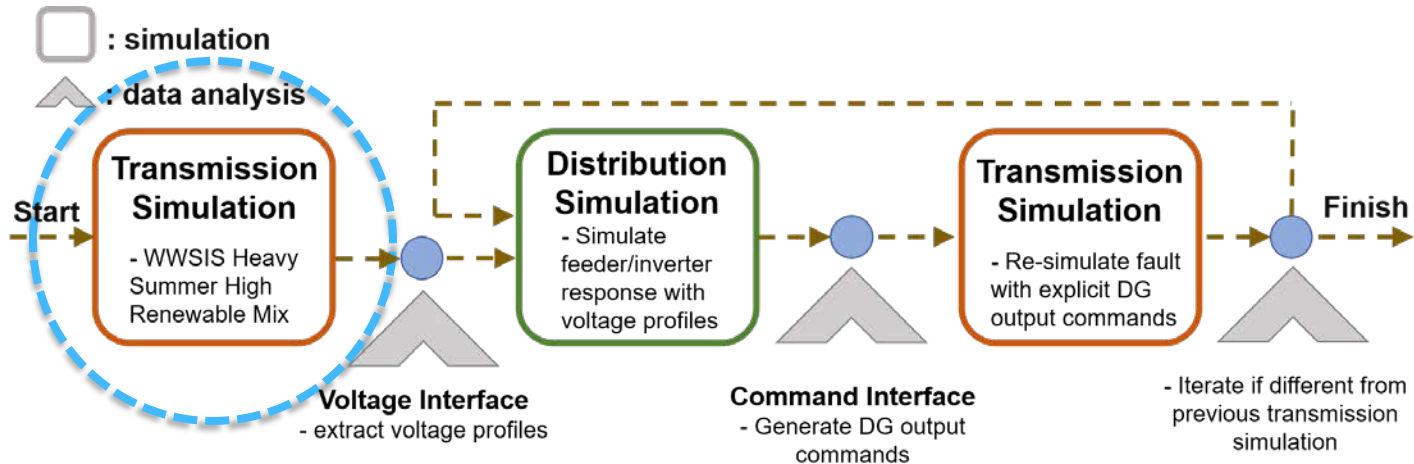 : simulation
: data analysis
Start
Transmission
Simulation
- WWSIS Heavy
Summer High
Renewable Mix
Voltage Interface
- extract voltage profiles
Distribution
Simulation
- Simulate
feeder/inverter
response with
voltage profiles
Command Interface
- Generate DG output
commands
Transmission
Simulation
- Re-simulate fault
with explicit DG
output commands
Finish
- Iterate if different from
previous transmission
simulation